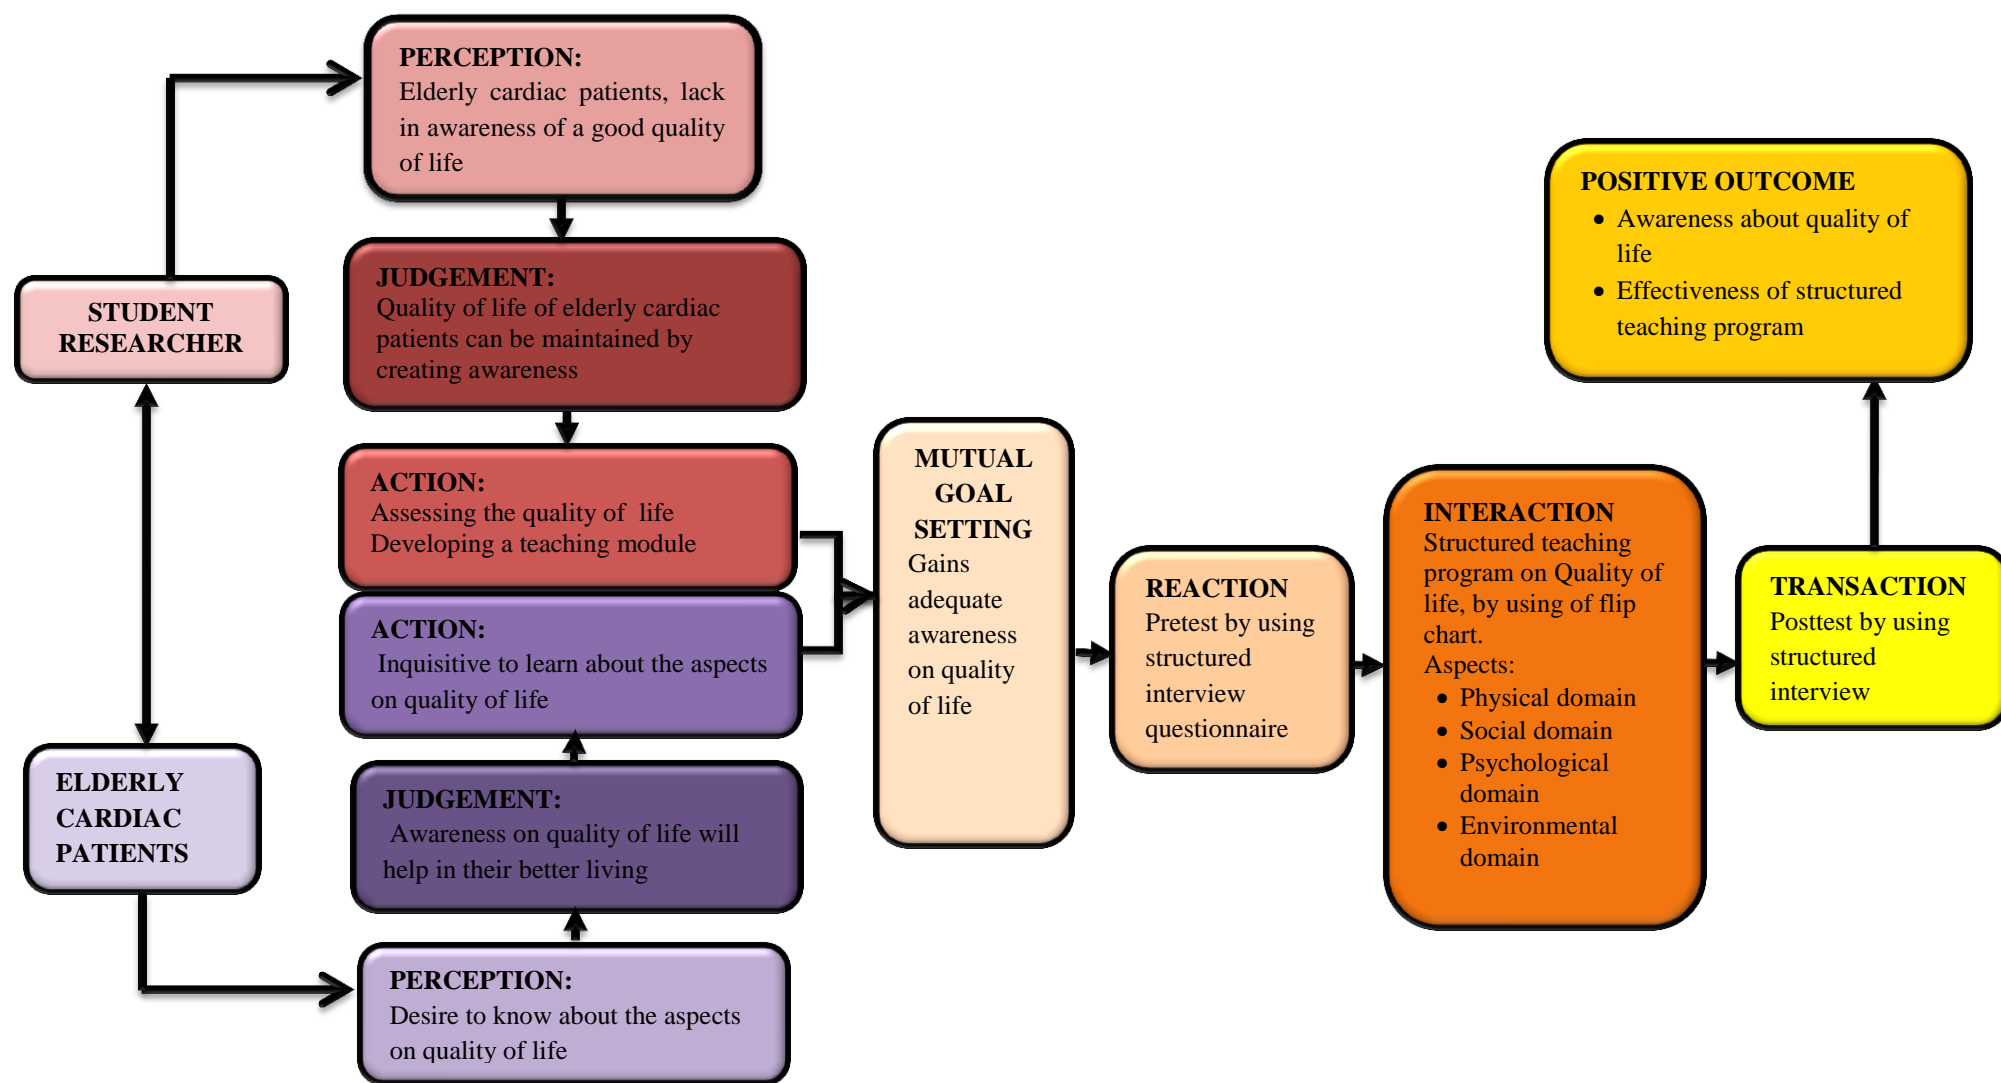 PERCEPTION:
Elderly cardiac patients, lack
in awareness of a good quality
of life
JUDGEMENT:
Quality of life of elderly cardiac
patients can be maintained by
creating awareness
STUDENT
RESEARCHER
ACTION:
Assessing the quality of life
Developing a teaching module
ACTION:
Inquisitive to learn about the aspects
on quality of life
JUDGEMENT:
Awareness on quality of life will
help in their better living
ELDERLY
CARDIAC
PATIENTS
PERCEPTION:
Desire to know about the aspects
on quality of life
MUTUAL
GOAL
SETTING
Gains
adequate
awareness
on quality
of life
REACTION
Pretest by using
structured
interview
questionnaire
INTERACTION
Structured teaching
program on Quality of
life, by using of flip
chart.
Aspects:
• Physical domain
• Social domain
• Psychological
domain
• Environmental
domain
TRANSACTION
Posttest by using
structured
interview
POSITIVE OUTCOME
• Awareness about quality of
life
• Effectiveness of structured
teaching program